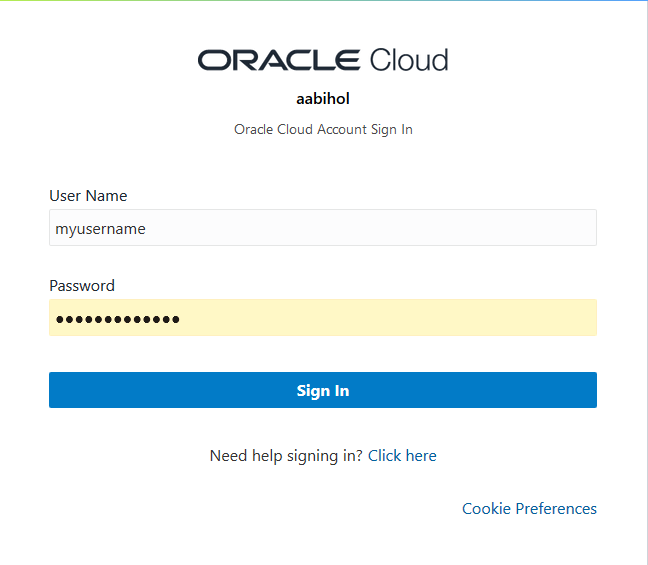 ORACLE Cloud
aabihol
Oracle Cloud Account Sign In
User Name
myusername
Password
•••••••••••••
Sign In
Need help signing in? Click here
Cookie Preferences